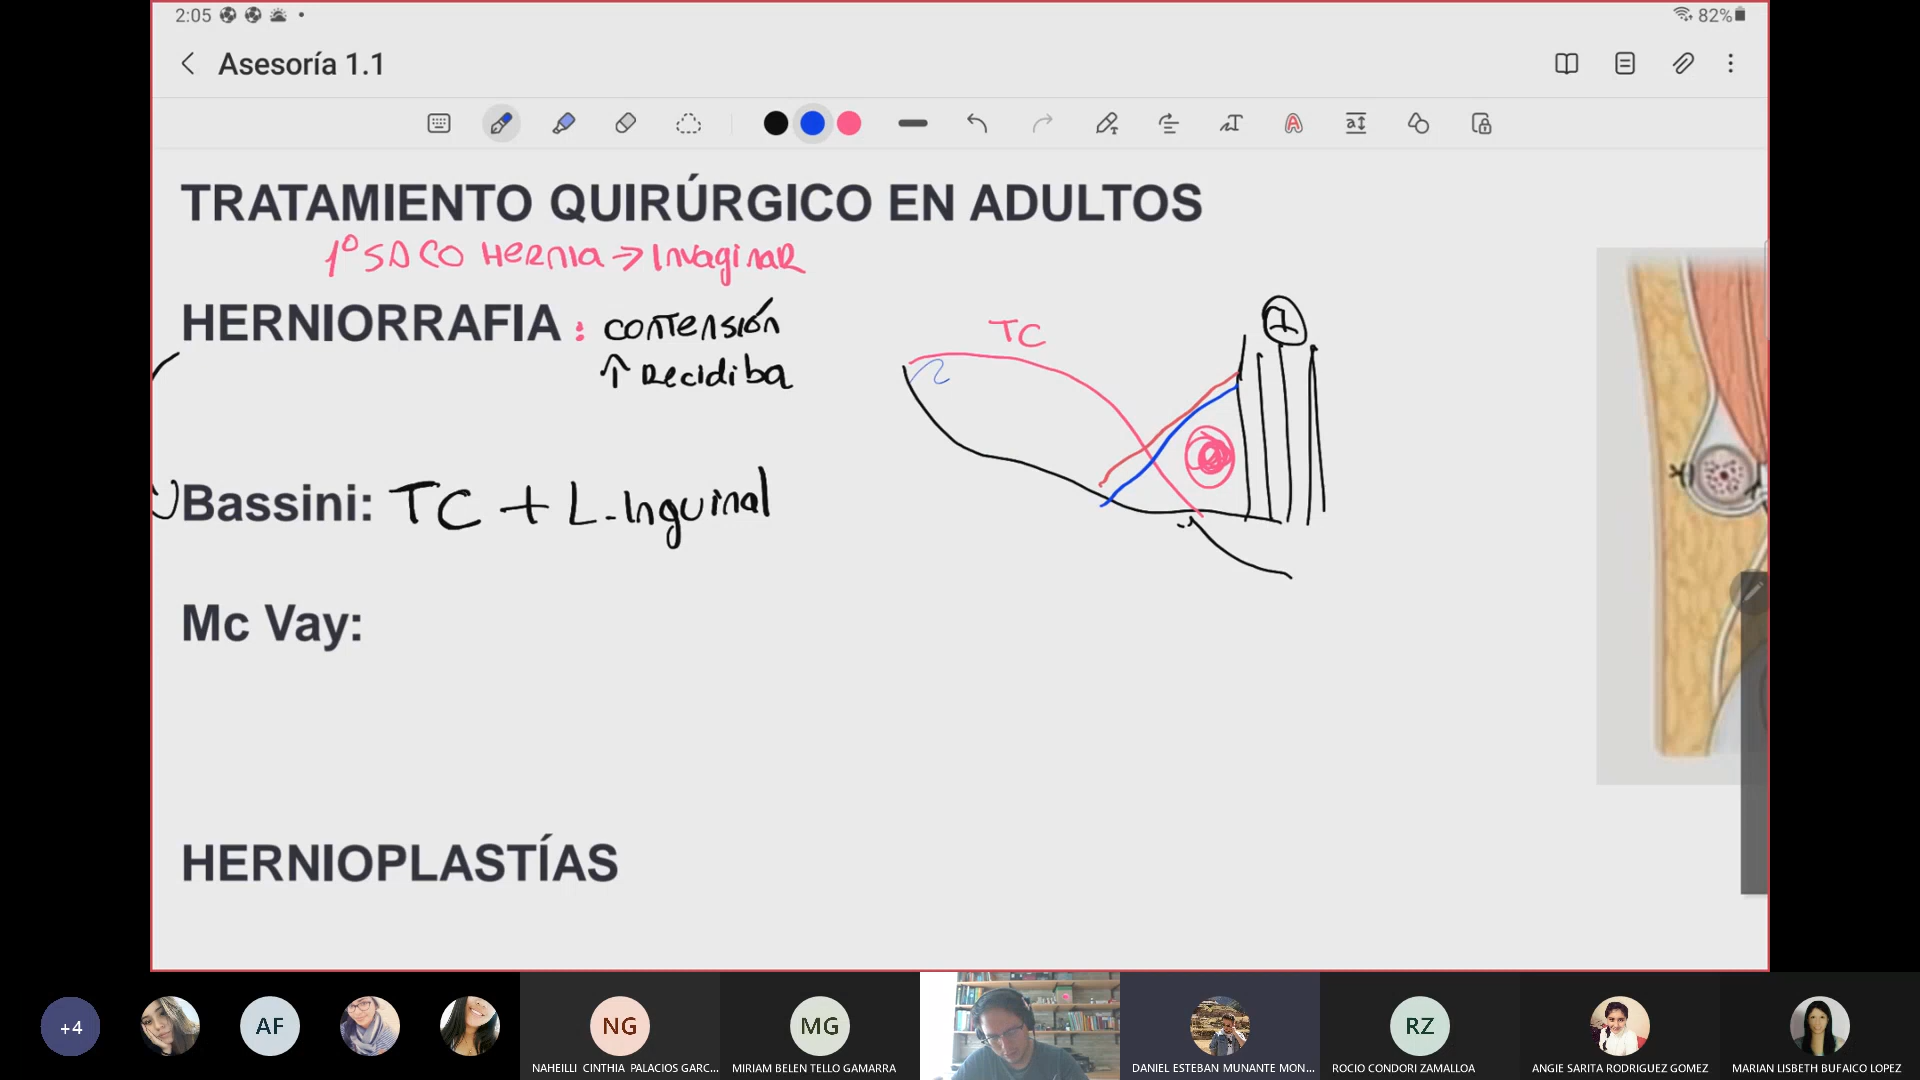 2:05
82%
Asesoría 1.1
TRATAMIENTO QUIRÚRGICO EN ADULTOS
1º SACO HERNIA → Invaginar
HERNIORRAFIA : contensión
↑ Recidiba
TC
1
Bassini: TC + L. Inguinal
Mc Vay:
HERNIOPLASTÍAS
+4
AF
NG
MG
RZ
NAHEILLI CINTHIA PALACIOS GARC...
MIRIAM BELEN TELLO GAMARRA
DANIEL ESTEBAN MUNANTE MON...
ROCIO CONDORI ZAMALLOA
ANGIE SARITA RODRIGUEZ GOMEZ
MARIAN LISBETH BUFAICO LOPEZ